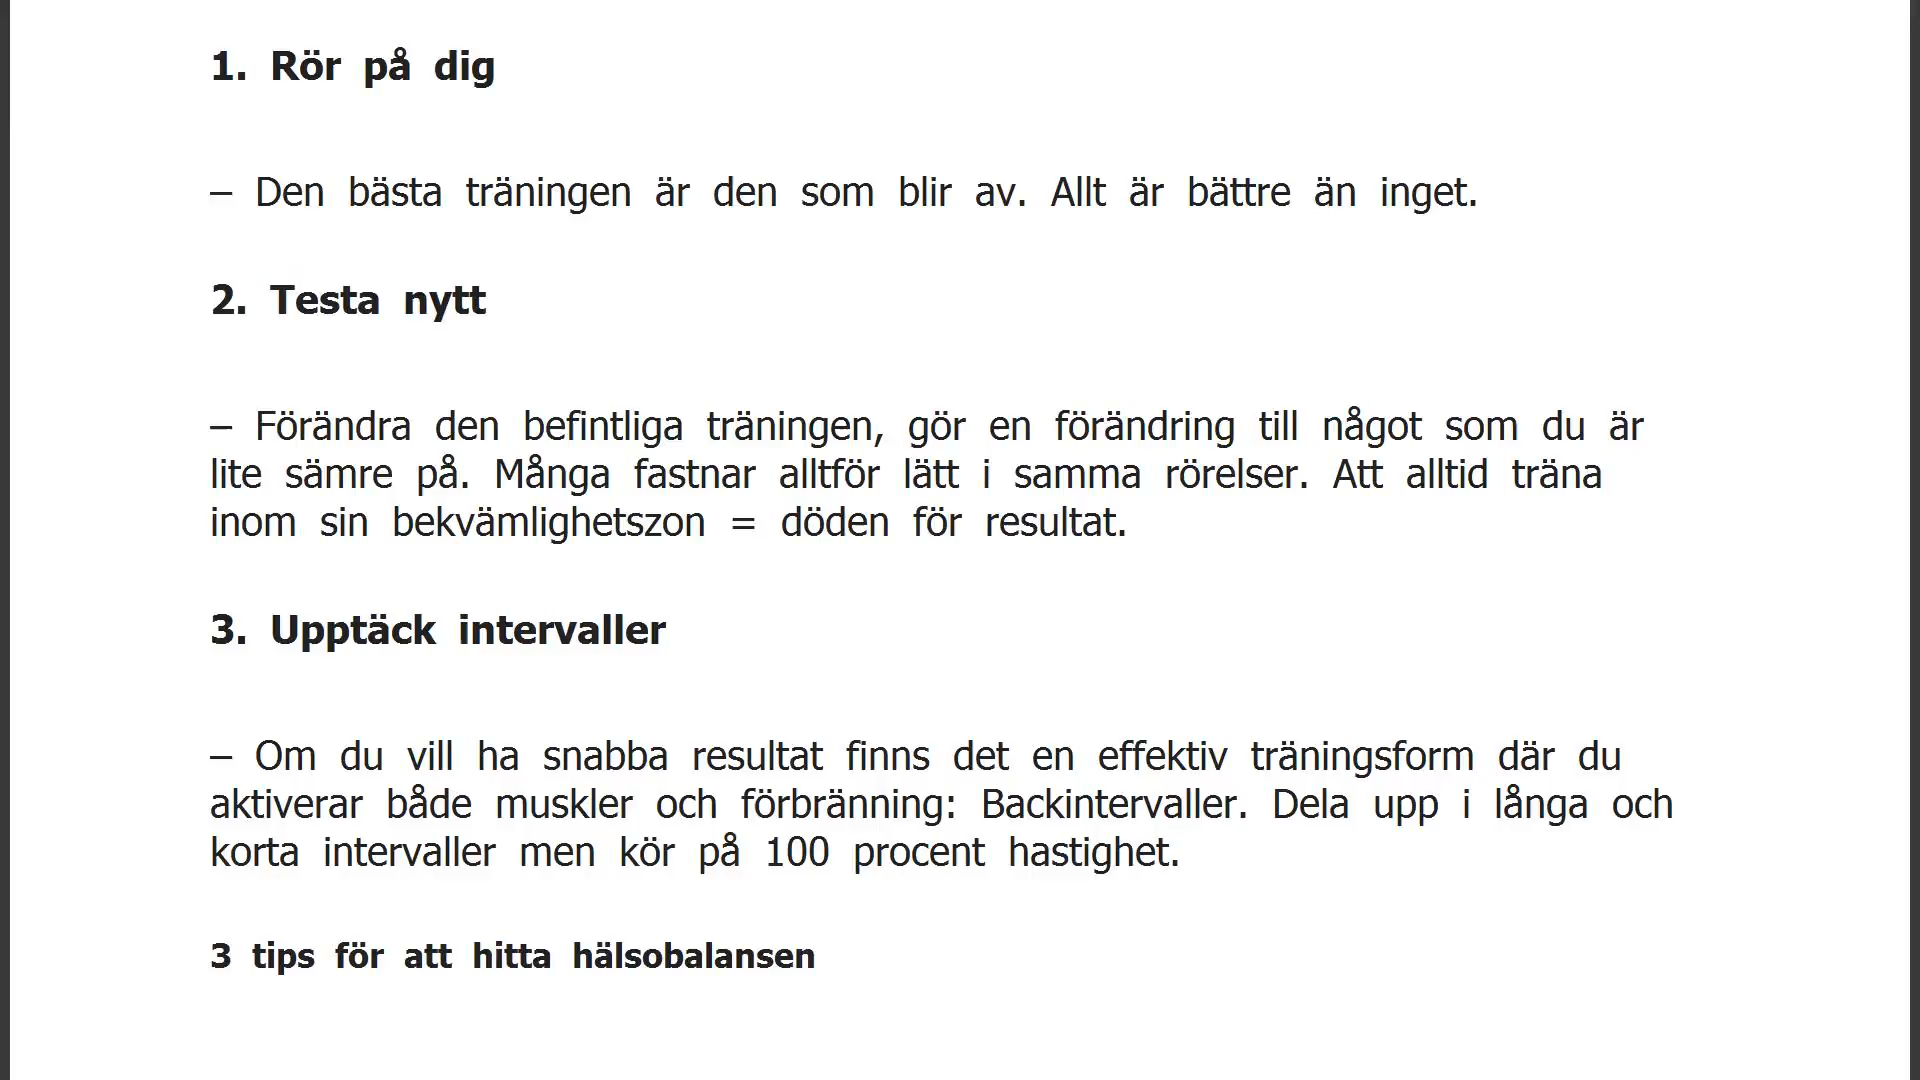 1. Rör på dig
– Den bästa träningen är den som blir av. Allt är bättre än inget.
2. Testa nytt
– Förändra den befintliga träningen, gör en förändring till något som du är
lite sämre på. Många fastnar alltför lätt i samma rörelser. Att alltid träna
inom sin bekvämlighetszon = döden för resultat.
3. Upptäck intervaller
– Om du vill ha snabba resultat finns det en effektiv träningsform där du
aktiverar både muskler och förbränning: Backintervaller. Dela upp i långa och
korta intervaller men kör på 100 procent hastighet.
3 tips för att hitta hälsobalansen